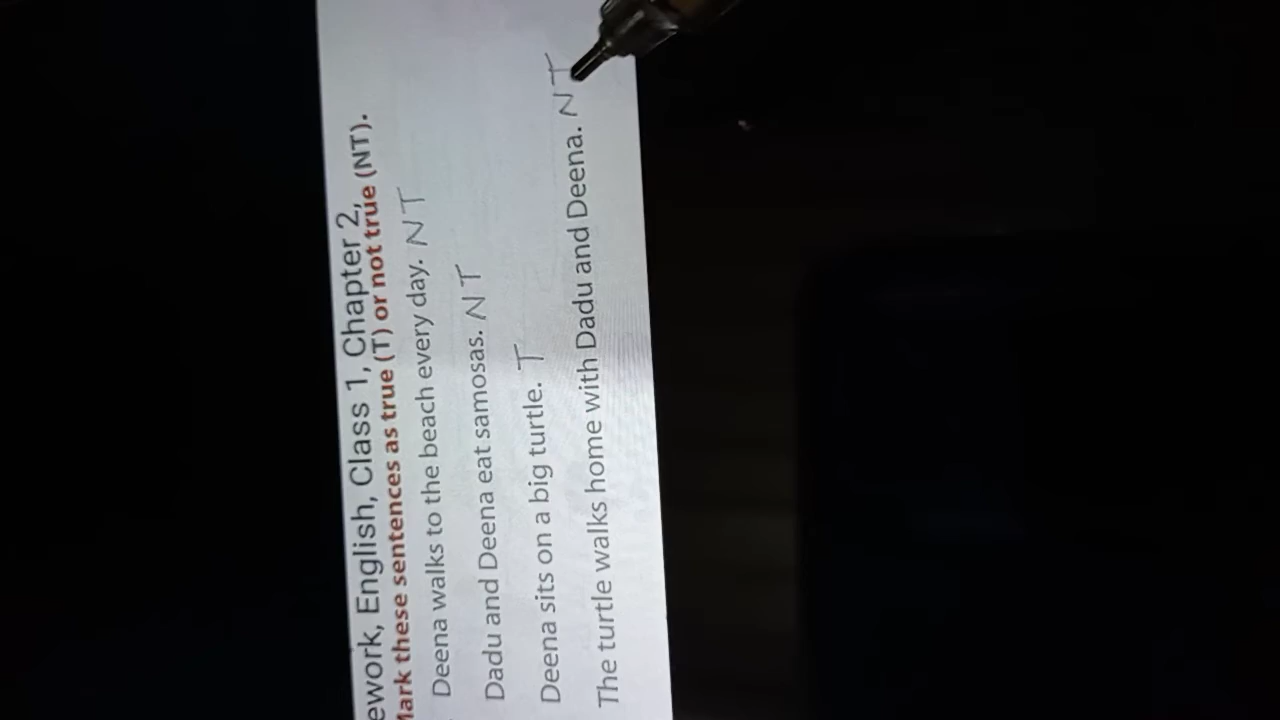 ework, English, Class 1, Chapter 2,
Mark these sentences as true (T) or not true (NT).
Deena walks to the beach every day. NT
Dadu and Deena eat samosas. NT
Deena sits on a big turtle. T
The turtle walks home with Dadu and Deena. NT